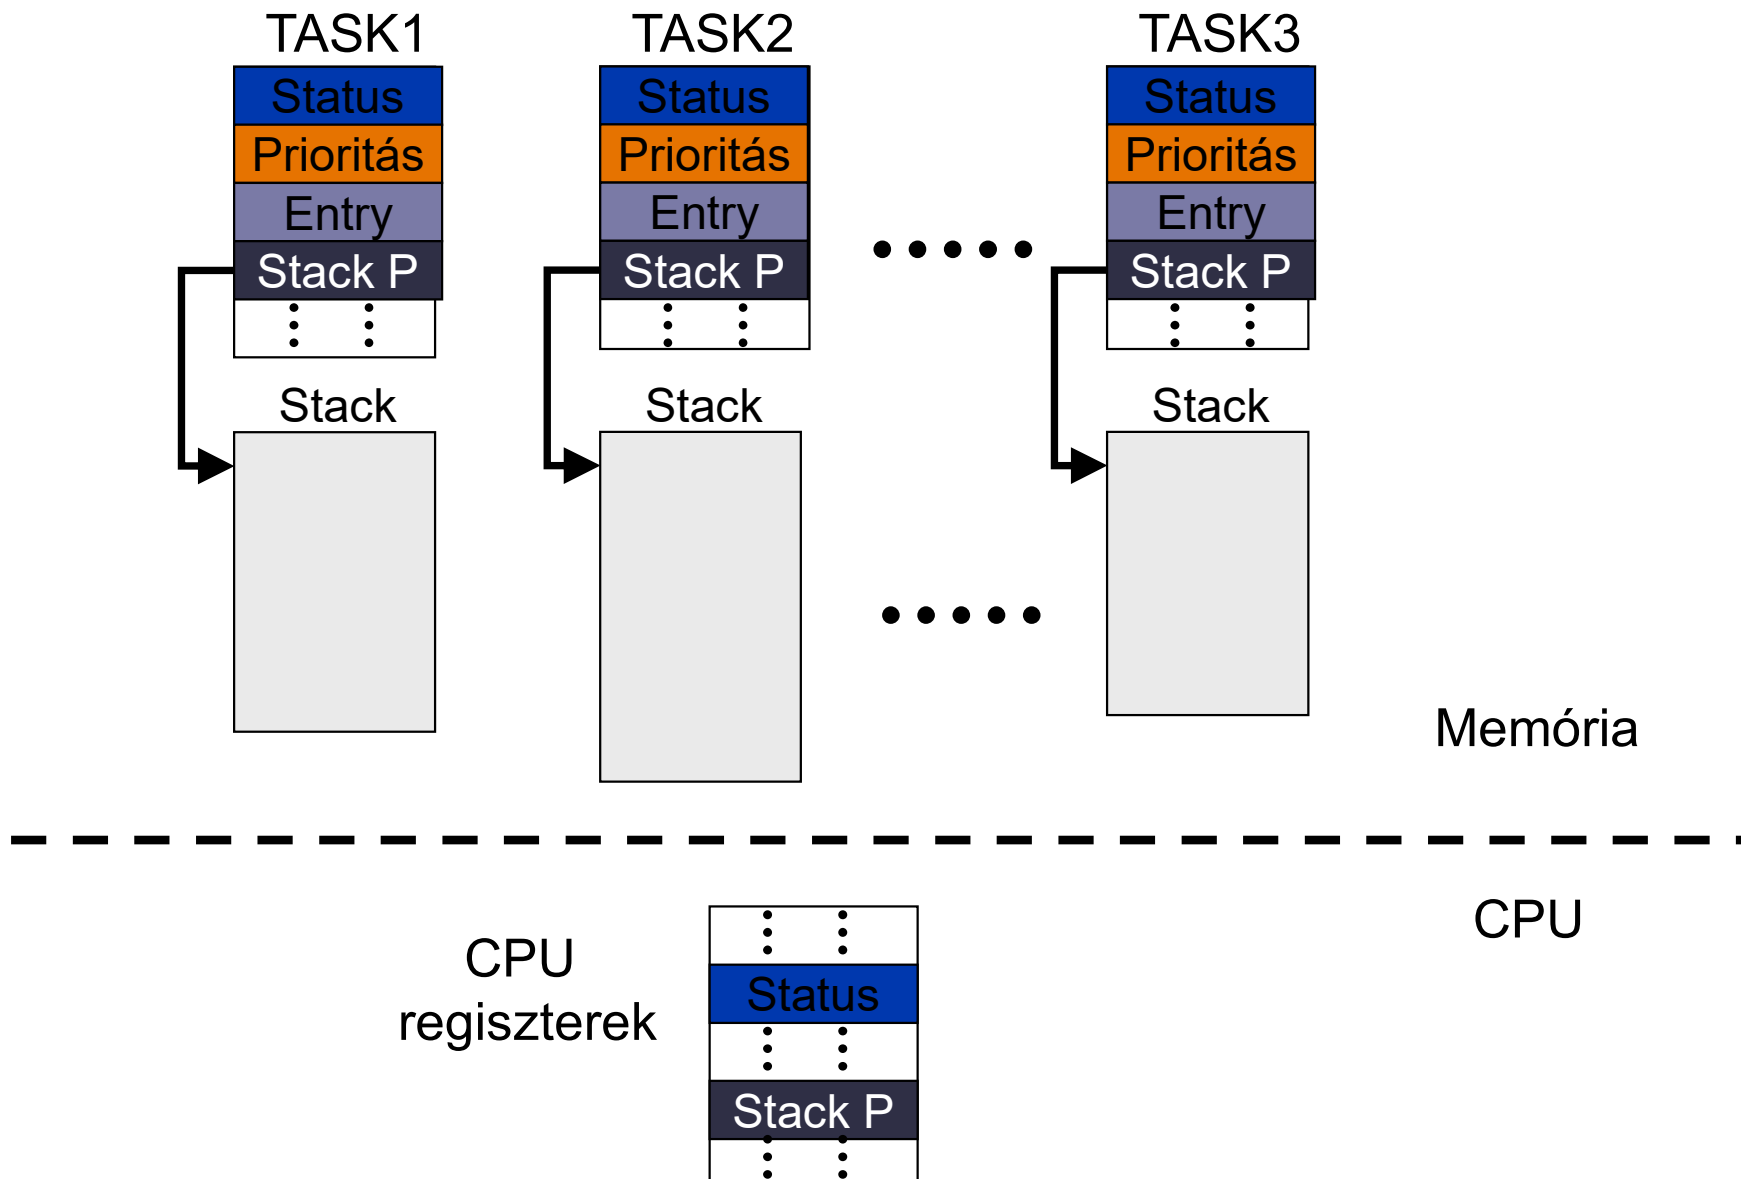 TASK1
TASK2
TASK3
Status
Status
Status
Prioritás
Prioritás
Prioritás
Entry
Entry
Entry
Stack P
Stack P
Stack P
Stack
Stack
Stack
Memória
CPU
CPU
regiszterek
Status
Stack P